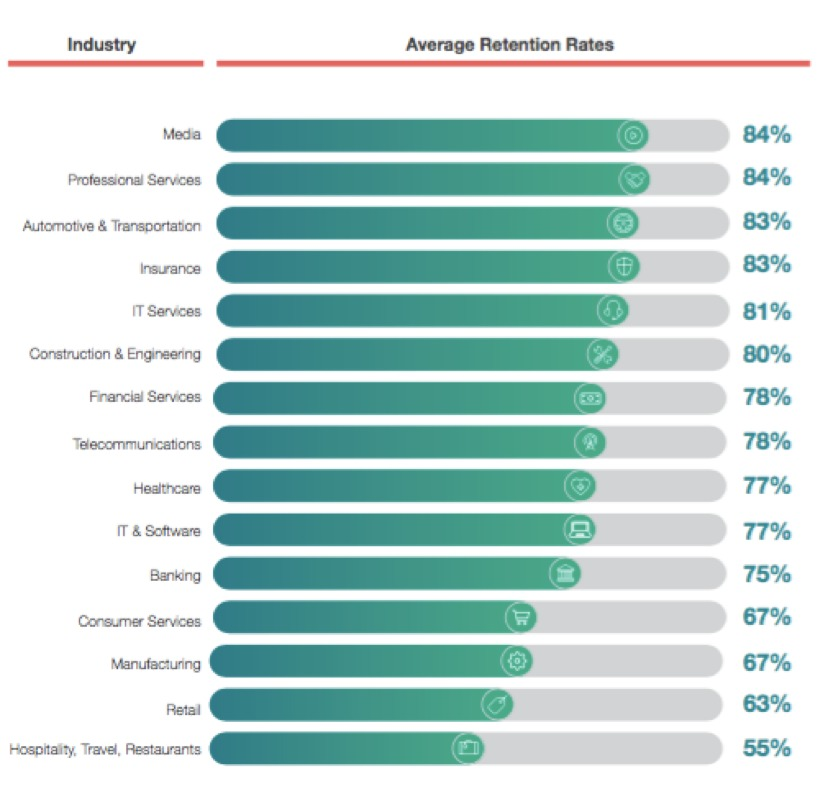 Industry Average Retention Rates
Media 84%
Professional Services 84%
Automotive & Transportation 83%
Insurance 83%
IT Services 81%
Construction & Engineering 80%
Financial Services 78%
Telecommunications 78%
Healthcare 77%
IT & Software 77%
Banking 75%
Consumer Services 67%
Manufacturing 67%
Retail 63%
Hospitality, Travel, Restaurants 55%